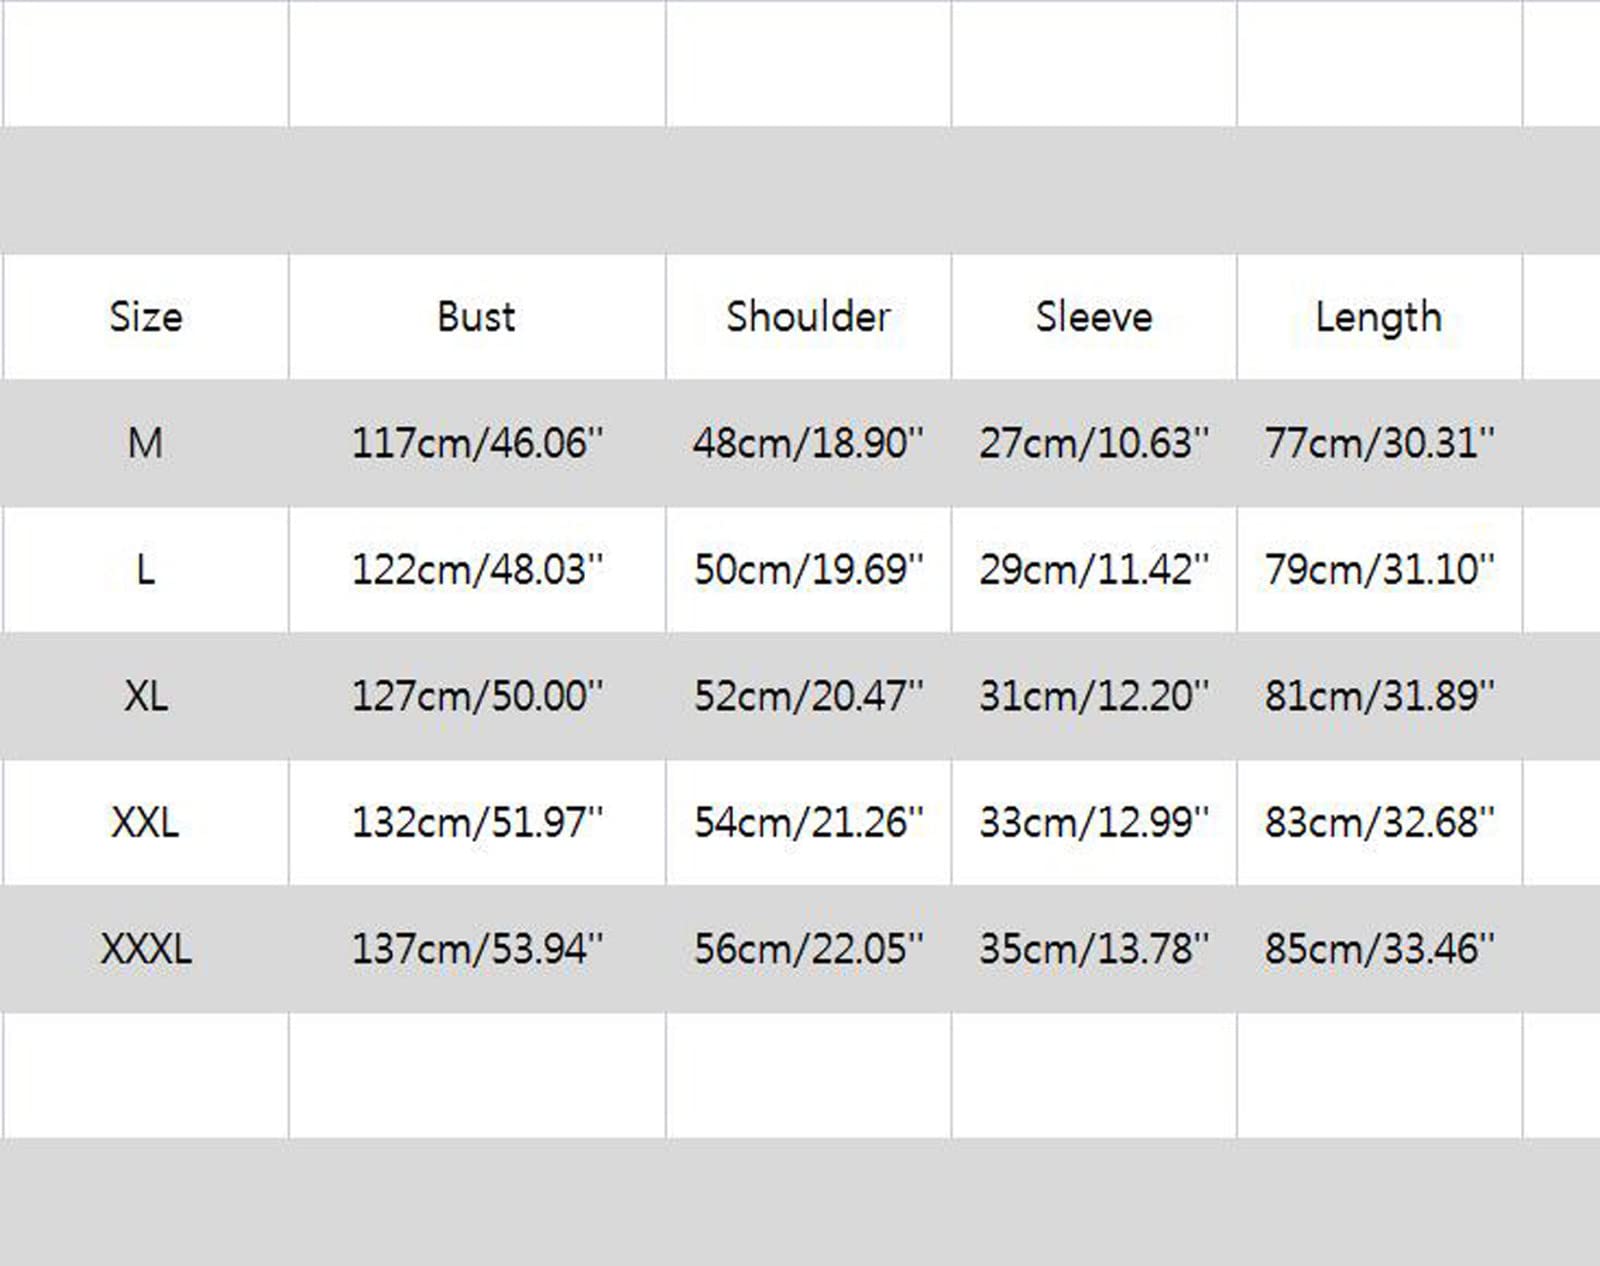 Size Bust Shoulder Sleeve Length
M 117cm/46.06" 48cm/18.90" 27cm/10.63" 77cm/30.31"
L 122cm/48.03" 50cm/19.69" 29cm/11.42" 79cm/31.10"
XL 127cm/50.00" 52cm/20.47" 31cm/12.20" 81cm/31.89"
XXL 132cm/51.97" 54cm/21.26" 33cm/12.99" 83cm/32.68"
XXXL 137cm/53.94" 56cm/22.05" 35cm/13.78" 85cm/33.46"